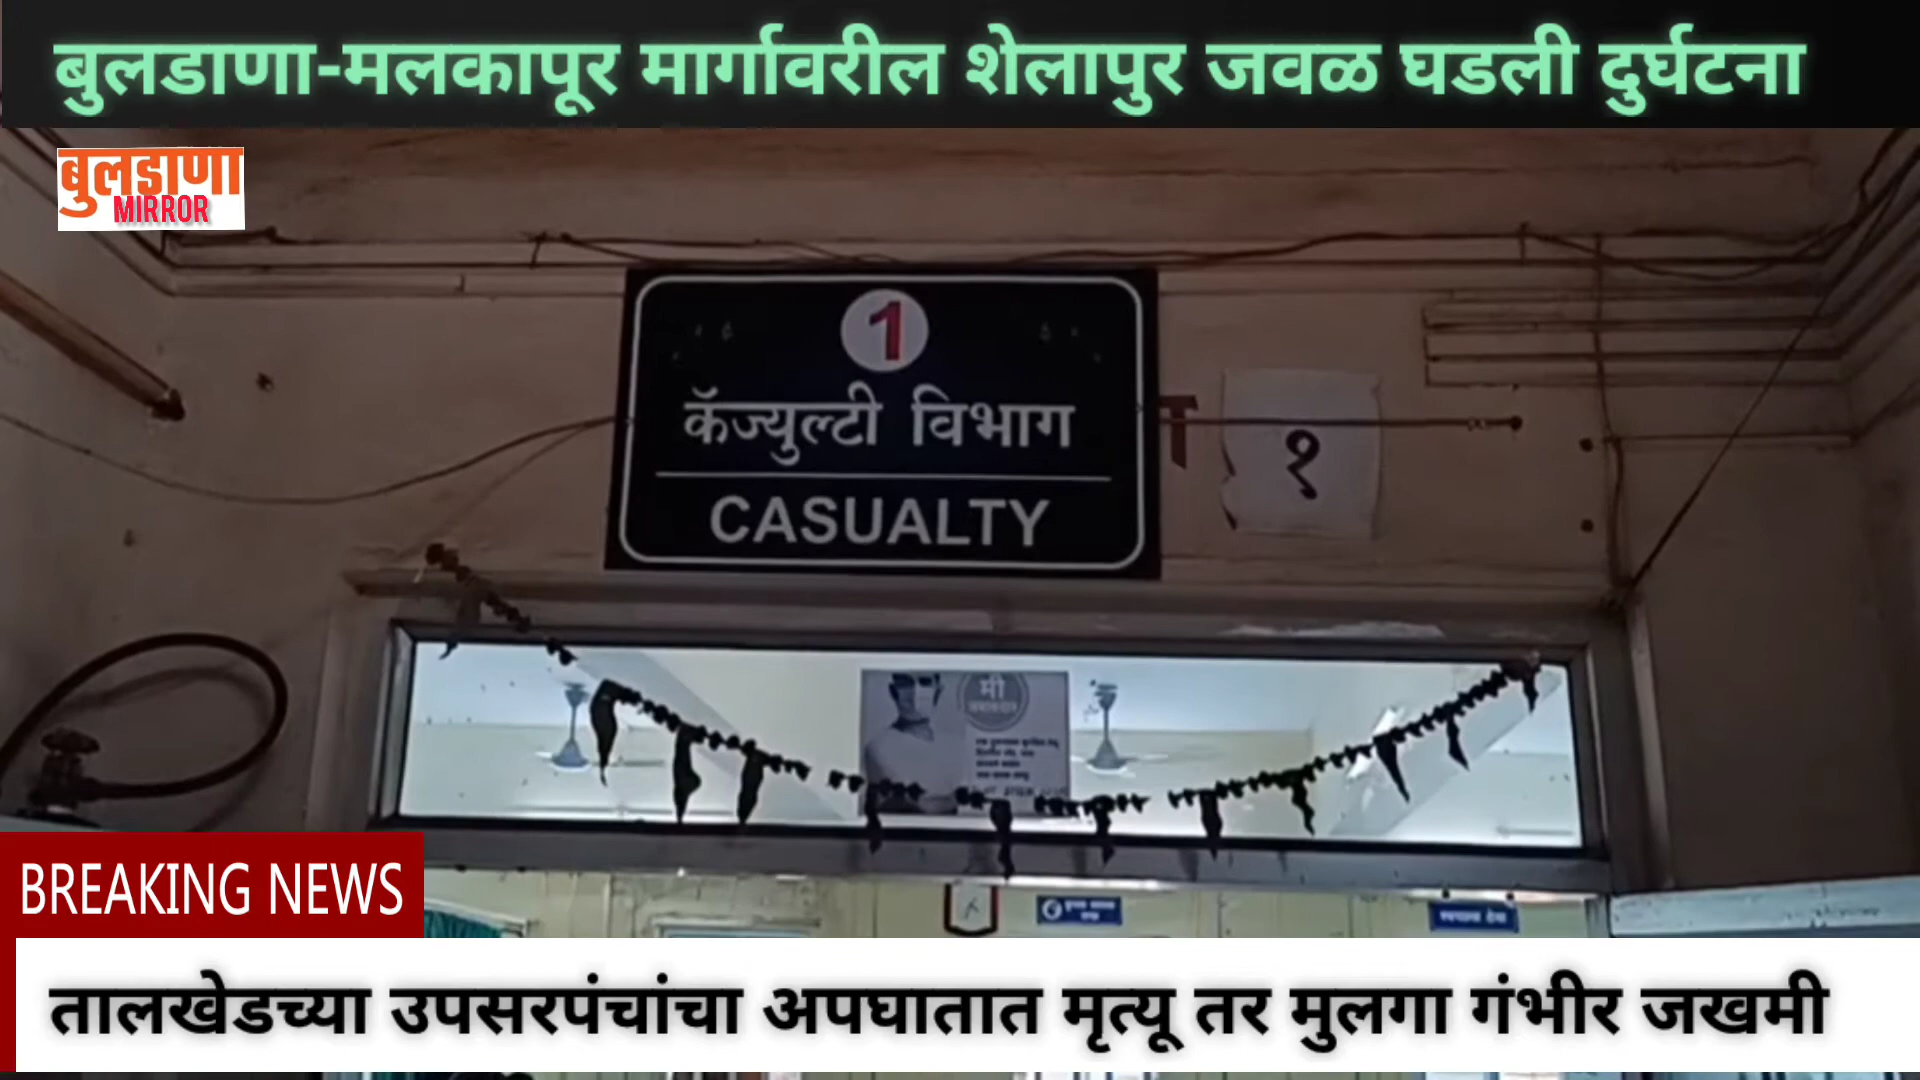 बुलडाणा-मलकापूर मार्गावरील शेलापुर जवळ घडली दुर्घटना
बुलडाणा
MIRROR
1
कॅज्युल्टी विभाग
CASUALTY
T
१
मी
BREAKING NEWS
तालखेडच्या उपसरपंचांचा अपघातात मृत्यू तर मुलगा गंभीर जखमी